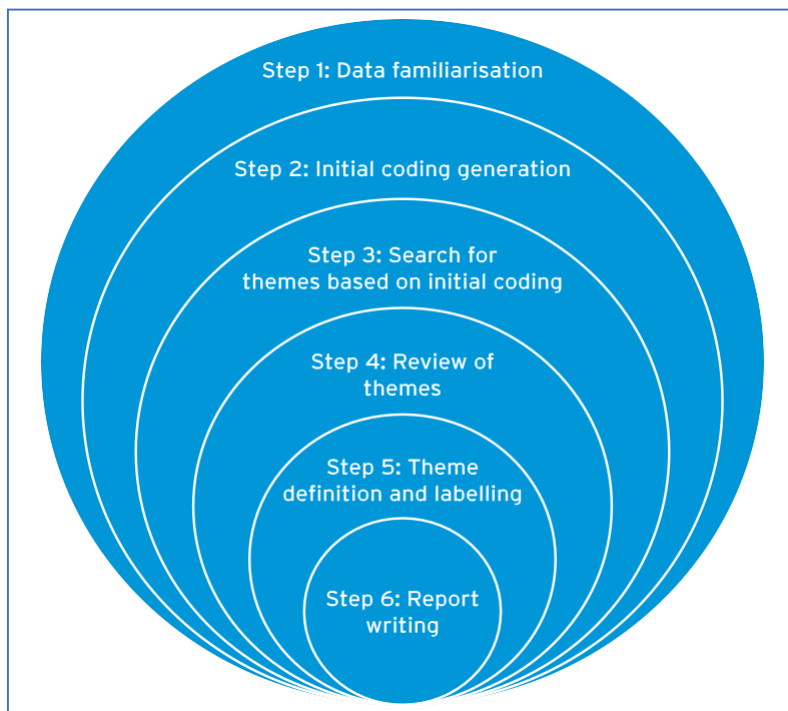 Step 1: Data familiarisation
Step 2: Initial coding generation
Step 3: Search for
themes based on initial coding
Step 4: Review of
themes
Step 5: Theme
definition and labelling
Step 6: Report
writing